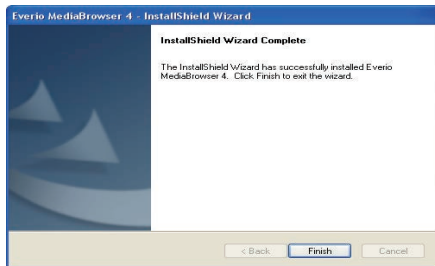 Everio MediaBrowser 4 - InstallShield Wizard
InstallShield Wizard Complete
The InstallShield Wizard has successfully installed Everio
MediaBrowser 4. Click Finish to exit the wizard.
< Back
Finish
Cancel